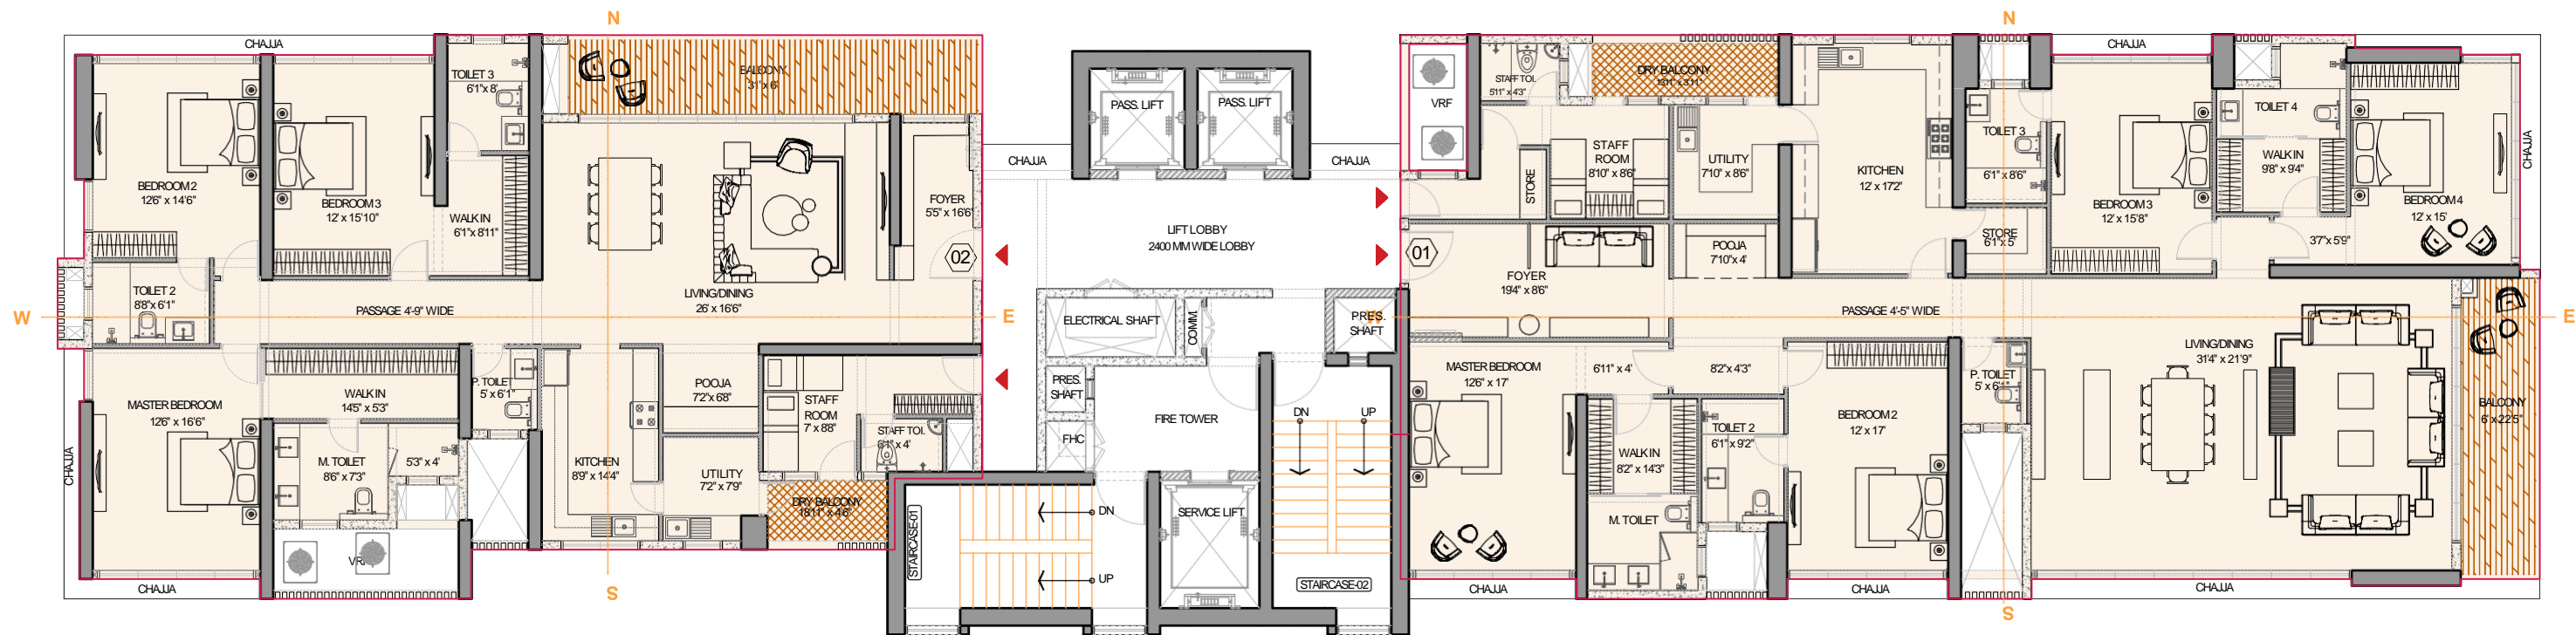 N
CHAJJA
BALCONY
31'1" x 6'
TOILET 3
6'1"x 8'
BEDROOM 2
12'6" x 14'6"
BEDROOM 3
12' x 15'10"
WALK IN
6'1"x 8'11"
FOYER
5'5" x 16'6"
02
LIVING/DINING
26' x 16'6"
TOILET 2
8'8"x 6'1"
PASSAGE 4'-9" WIDE
W
E
MASTER BEDROOM
12'6" x 16'6"
WALK IN
14'5" x 5'3"
P. TOILET
5' x 6'1"
POOJA
7'2"x 6'8"
STAFF
ROOM
7' x 8'8"
STAFF TOI.
6'1" x 4'
M. TOILET
8'6" x 7'3"
5'3" x 4'
KITCHEN
8'9" x 14'4"
UTILITY
7'2" x 7'9"
DRY BALCONY
CHAJJA
VRF
CHAJJA
S
CHAJJA
PASS. LIFT
PASS. LIFT
CHAJJA
LIFT LOBBY
2400 MM WIDE LOBBY
ELECTRICAL SHAFT
COMM.
PRES.
SHAFT
PRES.
SHAFT
FHC
FIRE TOWER
DN
UP
SERVICE LIFT
DN
UP
STAIRCASE-01
STAIRCASE-02
N
CHAJJA
VRF
STAFF TOI.
5'11" x 4'3"
DRY BALCONY
STORE
STAFF
ROOM
8'10" x 8'6"
UTILITY
7'10" x 8'6"
KITCHEN
12' x 17'2"
TOILET 3
6'1" x 8'6"
STORE
6'1"x 5'
BEDROOM 3
12' x 15'8"
TOILET 4
WALK IN
9'8" x 9'4"
BEDROOM 4
12' x 15'
3'7"x 5'9"
CHAJJA
01
FOYER
19'4" x 8'6"
POOJA
7'10"x 4'
PASSAGE 4'-5" WIDE
W
E
MASTER BEDROOM
12'6" x 17'
6'11" x 4'
8'2" x 4'3"
WALK IN
8'2" x 14'3"
TOILET 2
6'1" x 9'2"
BEDROOM 2
12' x 17'
M. TOILET
P. TOILET
5' x 6'1"
LIVING/DINING
31'4" x 21'9"
BALCONY
6' x 22'5"
CHAJJA
CHAJJA
CHAJJA
S